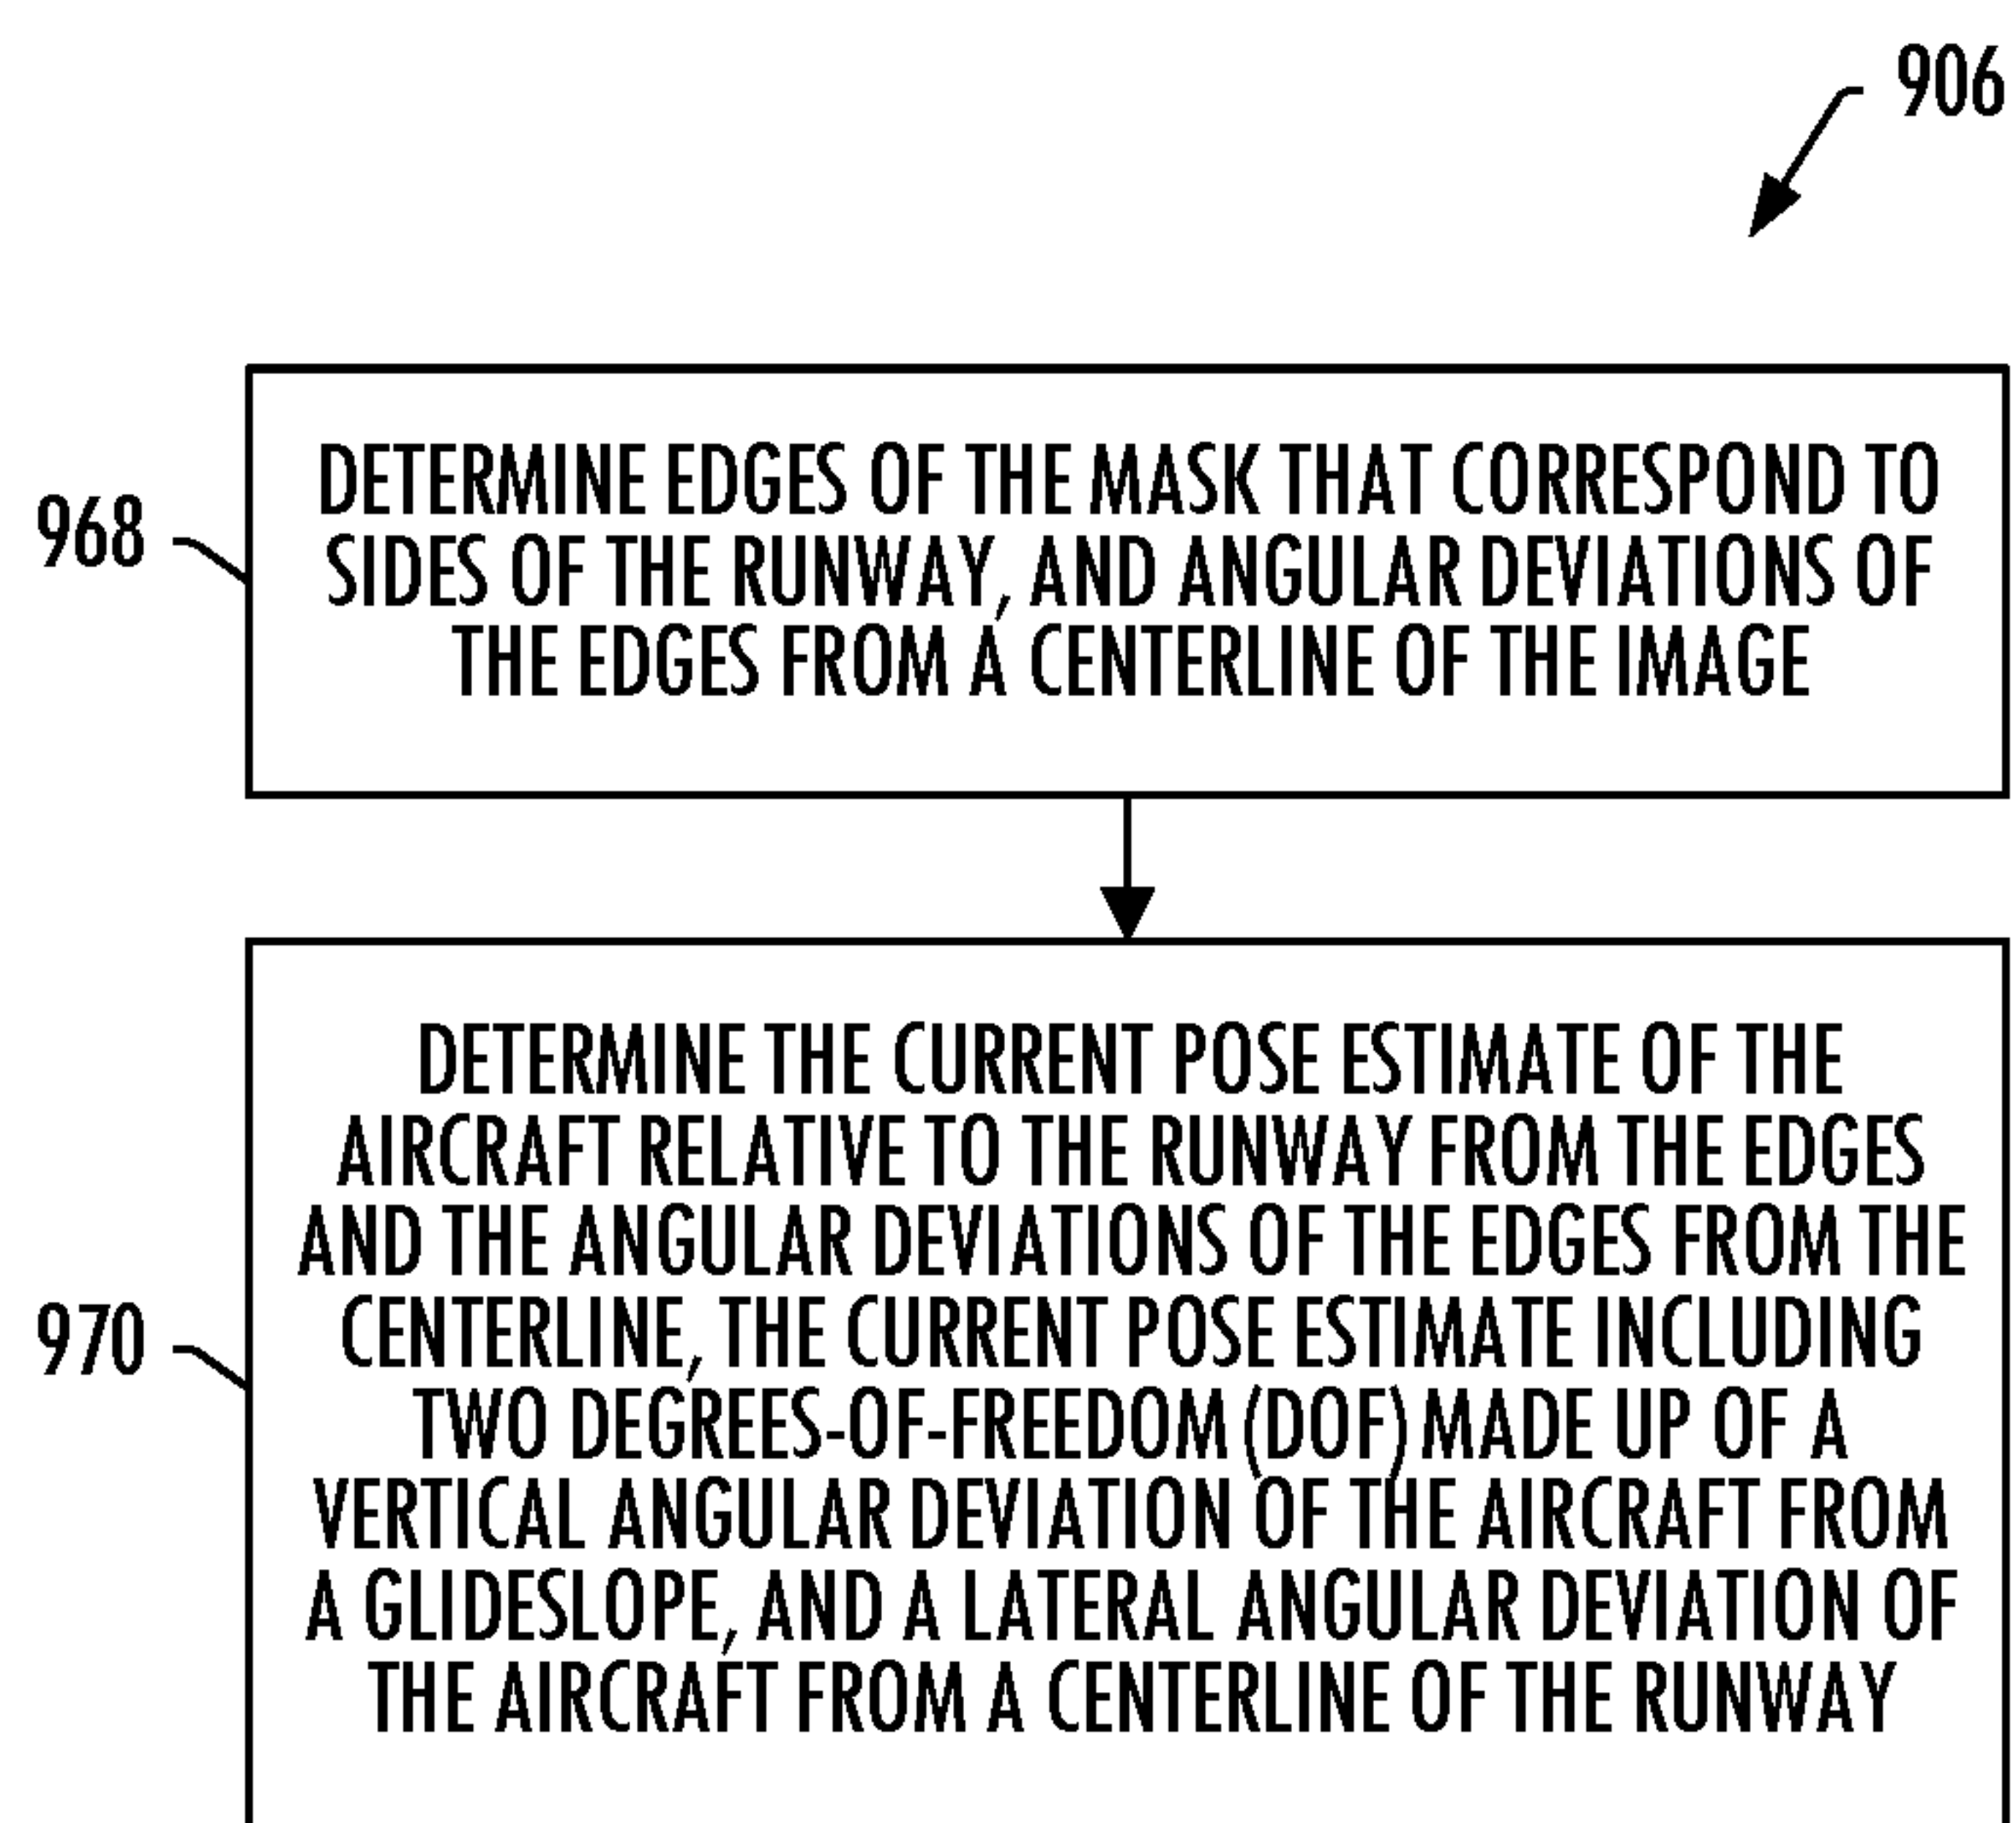 906
968
DETERMINE EDGES OF THE MASK THAT CORRESPOND TO
SIDES OF THE RUNWAY, AND ANGULAR DEVIATIONS OF
THE EDGES FROM A CENTERLINE OF THE IMAGE
970
DETERMINE THE CURRENT POSE ESTIMATE OF THE
AIRCRAFT RELATIVE TO THE RUNWAY FROM THE EDGES
AND THE ANGULAR DEVIATIONS OF THE EDGES FROM THE
CENTERLINE, THE CURRENT POSE ESTIMATE INCLUDING
TWO DEGREES-OF-FREEDOM (DOF) MADE UP OF A
VERTICAL ANGULAR DEVIATION OF THE AIRCRAFT FROM
A GLIDESLOPE, AND A LATERAL ANGULAR DEVIATION OF
THE AIRCRAFT FROM A CENTERLINE OF THE RUNWAY